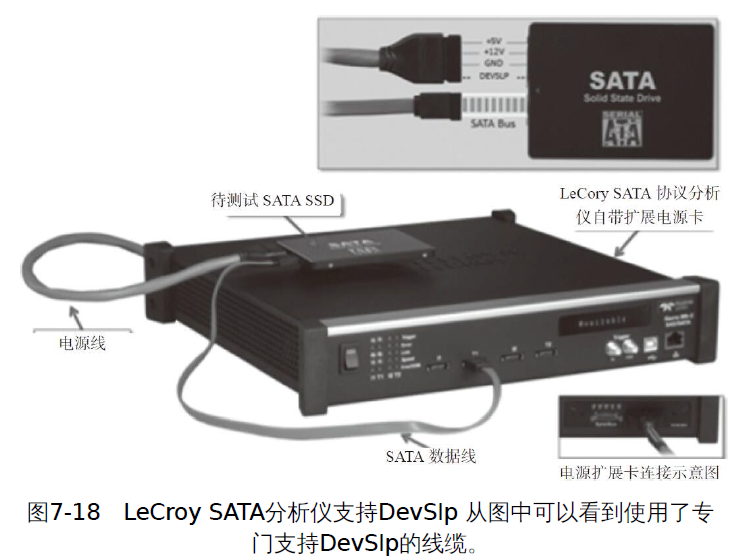 +5V
+12V
GND
DEVSLP
SATA Bus
SATA
Solid State Drive
SERIAL
ATA
待测试 SATA SSD
LeCory SATA 协议分析
仪自带扩展电源卡
SATA
电源线
Available
Trigger
SATA 数据线
电源扩展卡连接示意图
图7-18 LeCroy SATA分析仪支持DevSlp 从图中可以看到使用了专
门支持DevSlp的线缆。